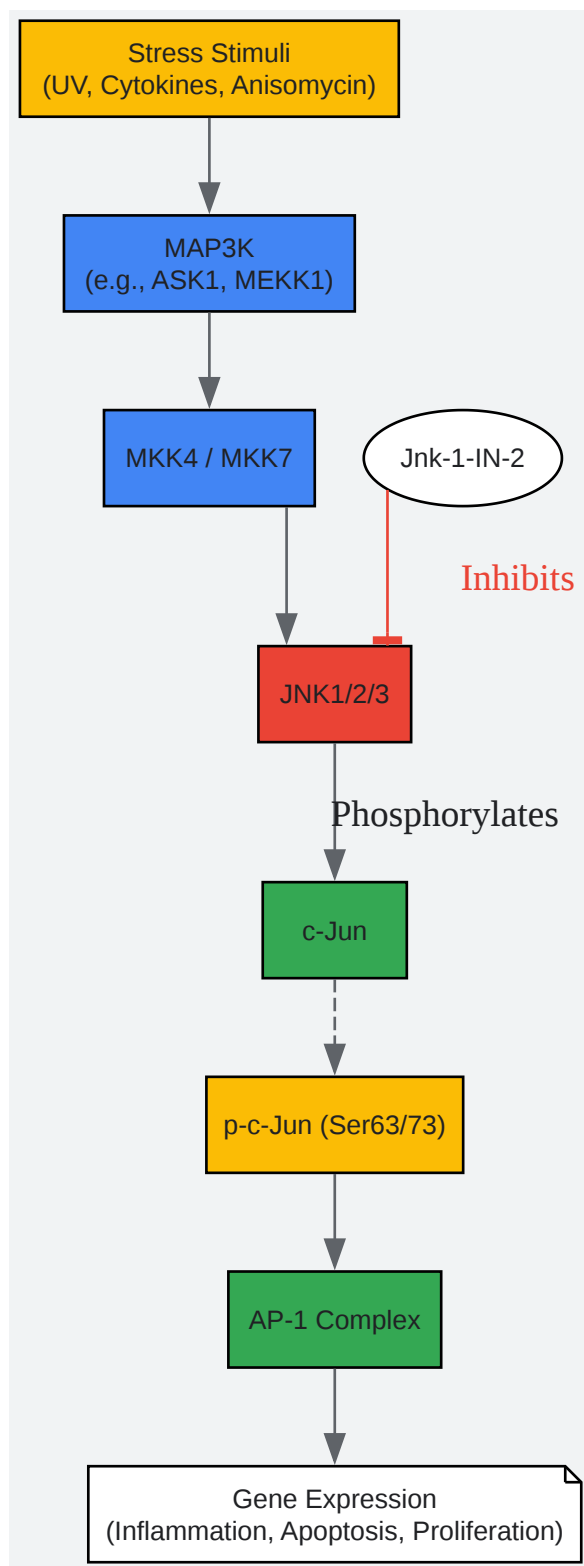 Stress Stimuli
(UV, Cytokines, Anisomycin)
MAP3K
(e.g., ASK1, MEKK1)
MKK4 / MKK7
Jnk-1-IN-2
Inhibits
JNK1/2/3
Phosphorylates
c-Jun
p-c-Jun (Ser63/73)
AP-1 Complex
Gene Expression
(Inflammation, Apoptosis, Proliferation)